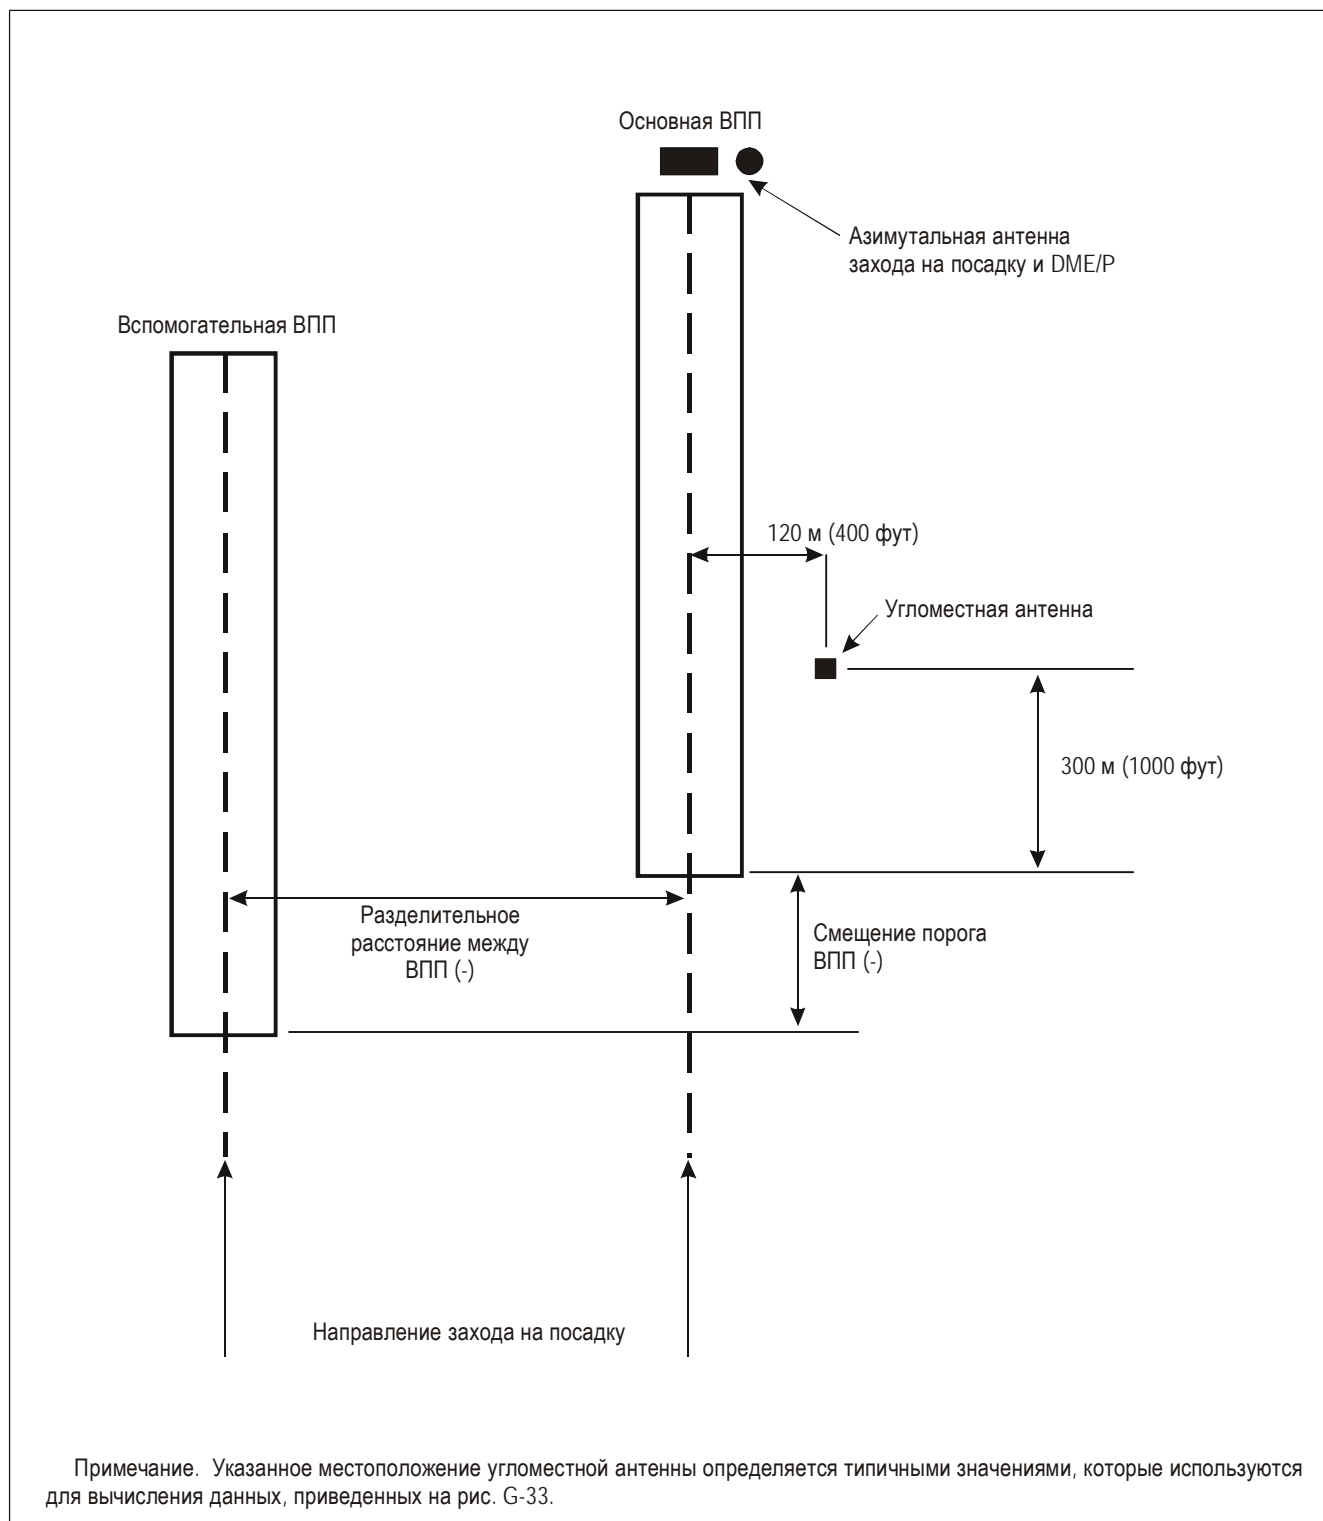 Основная ВПП
Азимутальная антенна
захода на посадку и DME/P
Вспомогательная ВПП
120 м (400 фут)
Угломестная антенна
300 м (1000 фут)
Разделительное
расстояние между
ВПП (-)
Смещение порога
ВПП (-)
Направление захода на посадку
Примечание. Указанное местоположение угломестной антенны определяется типичными значениями, которые используются
для вычисления данных, приведенных на рис. G-33.